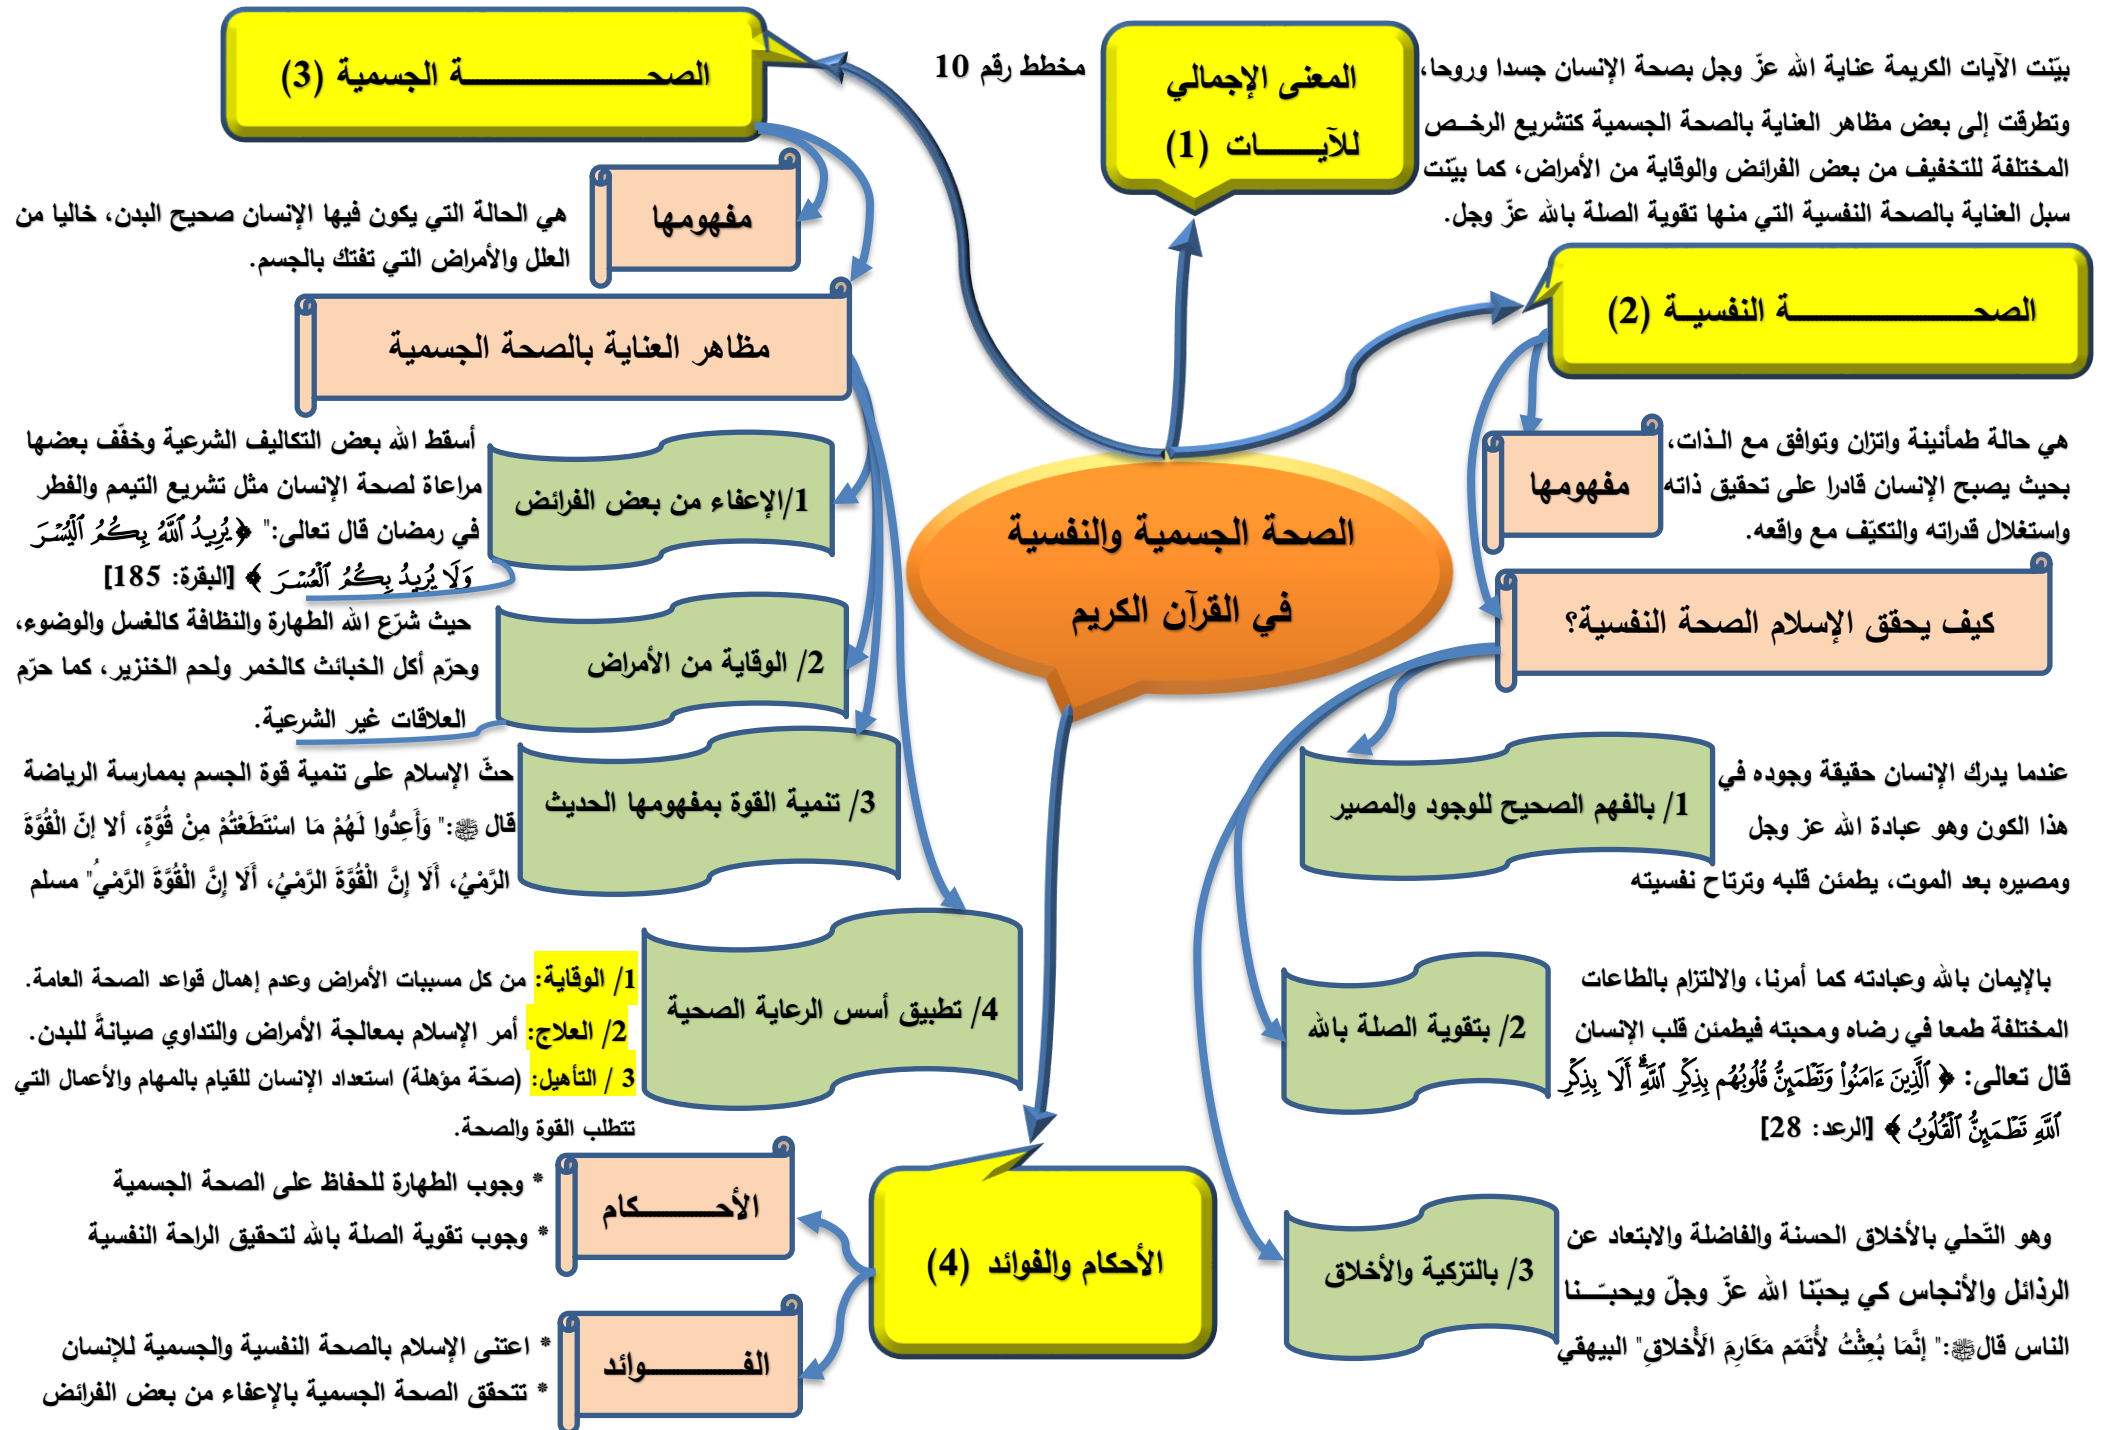 مخطط رقم 10
الصحة الجسمية والنفسية
في القرآن الكريم
المعنى الإجمالي
للآيـــــات (1)
بيّنت الآيات الكريمة عناية الله عزّ وجل بصحة الإنسان جسدا وروحا،
وتطرقت إلى بعض مظاهر العناية بالصحة الجسمية كتشريع الرخـص
المختلفة للتخفيف من بعض الفرائض والوقاية من الأمراض، كما بيّنت
سبل العناية بالصحة النفسية التي منها تقوية الصلة بالله عزّ وجل.
الصحــــــــــــــة النفسيـة (2)
مفهومها
هي حالة طمأنينة واتزان وتوافق مع الـذات،
بحيث يصبح الإنسان قادرا على تحقيق ذاته
واستغلال قدراته والتكيّف مع واقعه.
كيف يحقق الإسلام الصحة النفسية؟
1/ بالفهم الصحيح للوجود والمصير
عندما يدرك الإنسان حقيقة وجوده في
هذا الكون وهو عبادة الله عز وجل
ومصيره بعد الموت، يطمئن قلبه وترتاح نفسيته
2/ بتقوية الصلة بالله
بالإيمان بالله وعبادته كما أمرنا، والالتزام بالطاعات
المختلفة طمعا في رضاه ومحبته فيطمئن قلب الإنسان
قال تعالى: ﴿ ٱلَّذِينَ ءَامَنُواْ وَتَطۡمَئِنُّ قُلُوبُهُم بِذِكۡرِ ٱللَّهِۗ أَلَا بِذِكۡرِ
ٱللَّهِ تَطۡمَئِنُّ ٱلۡقُلُوبُ ﴾ [الرعد: 28]
3/ بالتزكية والأخلاق
وهو التّحلي بالأخلاق الحسنة والفاضلة والابتعاد عن
الرذائل والأنجاس كي يحبّنا الله عزّ وجلّ ويحبـّـنا
الناس قال ﷺ:" إنَّمَا بُعِثْتُ لأُتَمّم مَكَارِمَ الَأخْلاقِ" البيهقي
الصحــــــــــــة الجسمية (3)
مفهومها
هي الحالة التي يكون فيها الإنسان صحيح البدن، خاليا من
العلل والأمراض التي تفتك بالجسم.
مظاهر العناية بالصحة الجسمية
1/الإعفاء من بعض الفرائض
أسقط الله بعض التكاليف الشرعية وخفّف بعضها
مراعاة لصحة الإنسان مثل تشريع التيمم والفطر
في رمضان قال تعالى:" ﴿ يُرِيدُ ٱللَّهُ بِكُمُ ٱلۡيُسۡرَ
وَلَا يُرِيدُ بِكُمُ ٱلۡعُسۡرَ ﴾ [البقرة: 185]
2/ الوقاية من الأمراض
حيث شرّع الله الطهارة والنظافة كالغسل والوضوء،
وحرّم أكل الخبائث كالخمر ولحم الخنزير، كما حرّم
العلاقات غير الشرعية.
3/ تنمية القوة بمفهومها الحديث
حثّ الإسلام على تنمية قوة الجسم بممارسة الرياضة
قال ﷺ:" وَأَعِدُّوا لَهُمْ مَا اسْتَطَعْتُمْ مِنْ قُوَّةٍ، ألا إنّ الْقُوَّةَ
الرَّمْيُ، أَلَا إِنَّ الْقُوَّةَ الرَّمْيُ، أَلَا إِنَّ الْقُوَّةَ الرَّمْيُ" مسلم
4/ تطبيق أسس الرعاية الصحية
1/ الوقاية: من كل مسببات الأمراض وعدم إهمال قواعد الصحة العامة.
2/ العلاج: أمر الإسلام بمعالجة الأمراض والتداوي صيانةً للبدن.
3 / التأهيل: (صحّة مؤهلة) استعداد الإنسان للقيام بالمهام والأعمال التي
تتطلب القوة والصحة.
الأحكام والفوائد (4)
الأحـــــــكام
* وجوب الطهارة للحفاظ على الصحة الجسمية
* وجوب تقوية الصلة بالله لتحقيق الراحة النفسية
الفـــــــــوائد
* اعتنى الإسلام بالصحة النفسية والجسمية للإنسان
* تتحقق الصحة الجسمية بالإعفاء من بعض الفرائض